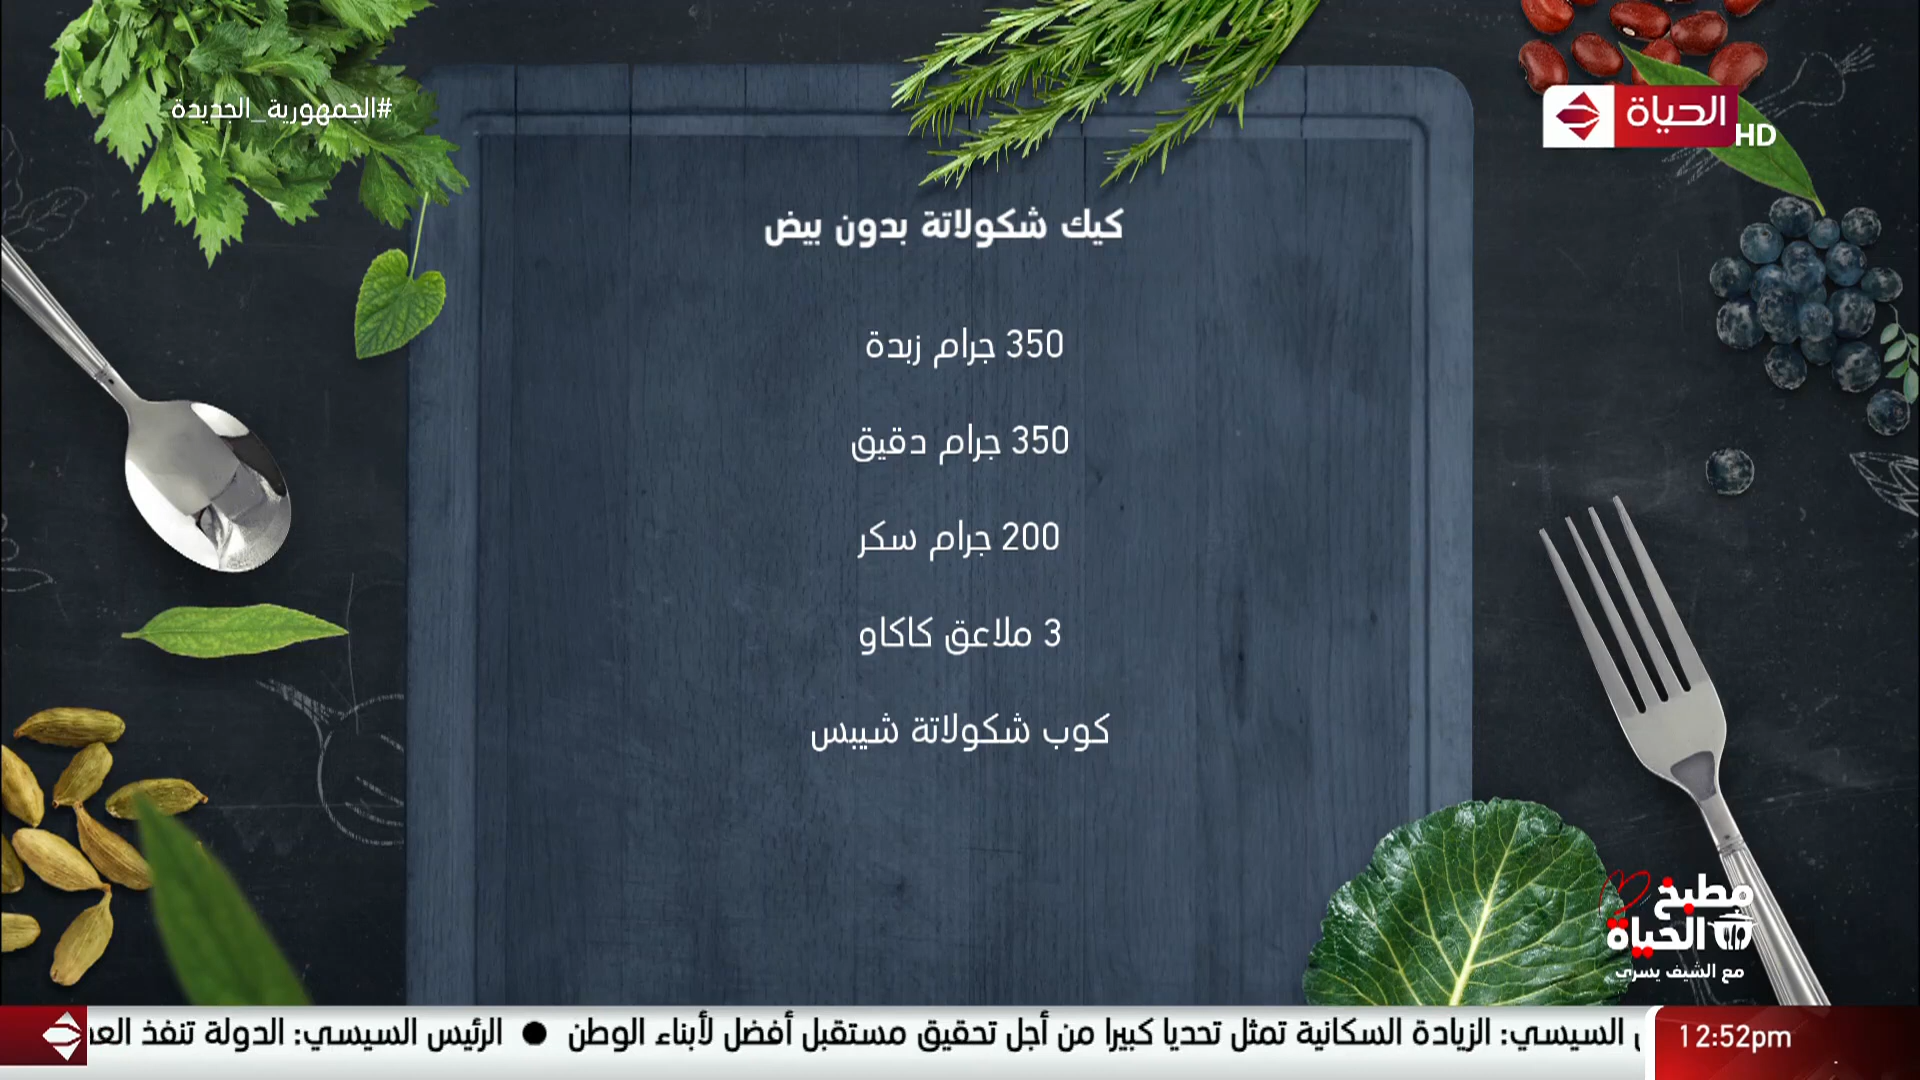 #الجمهورية_الجديدة
الحياة
HD
كيك شكولاتة بدون بيض
350 جرام زبدة
350 جرام دقيق
200 جرام سكر
3 ملاعق كاكاو
كوب شكولاتة شيبس
مطبخ
الحياة
مع الشيف يسري
السيسي: الزيادة السكانية تمثل تحديا كبيرا من أجل تحقيق مستقبل أفضل لأبناء الوطن ● الرئيس السيسي: الدولة تنفذ
12:52pm